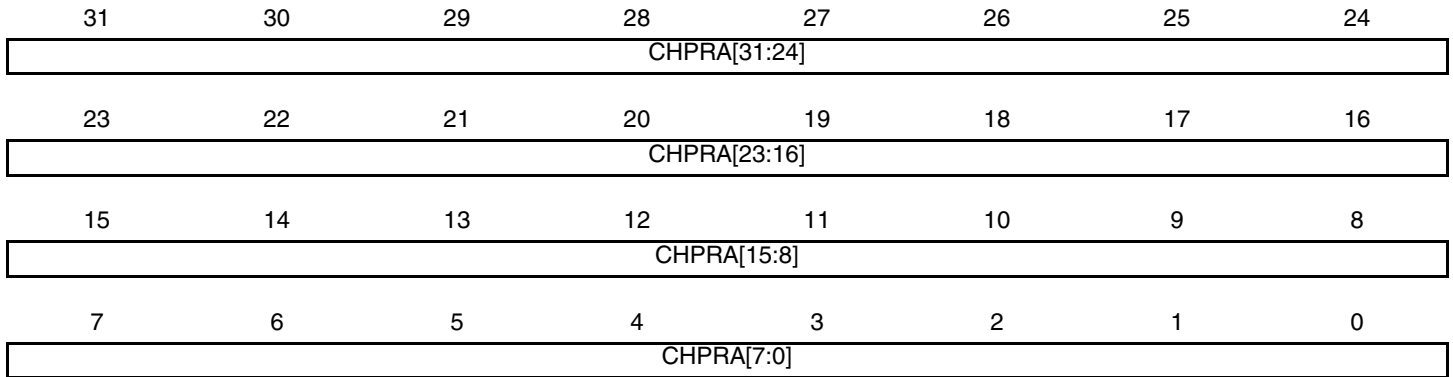 31 30 29 28 27 26 25 24
CHPRA[31:24]
23 22 21 20 19 18 17 16
CHPRA[23:16]
15 14 13 12 11 10 9 8
CHPRA[15:8]
7 6 5 4 3 2 1 0
CHPRA[7:0]